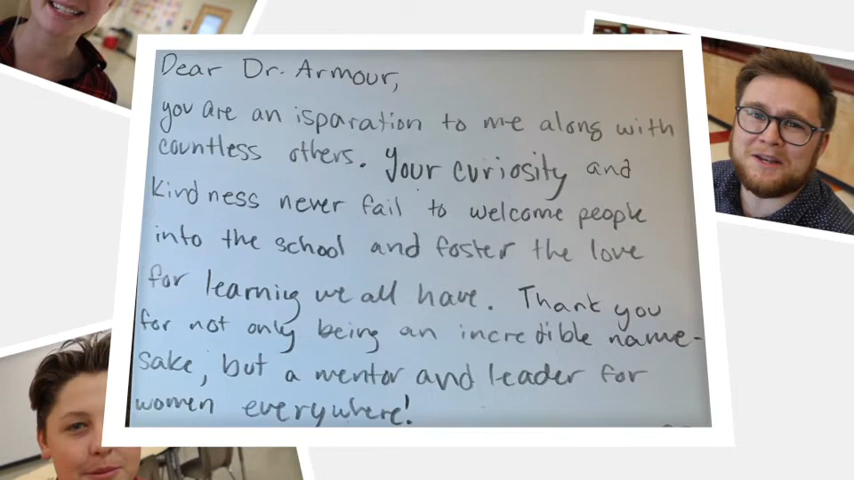 Dear Dr. Armour,
you are an isparation to me along with
countless others. Your curiosity and
kindness never fail to welcome people
into the school and foster the love
for learning we all have. Thank you
for not only being an incredible name-
sake, but a mentor and leader for
women everywhere!